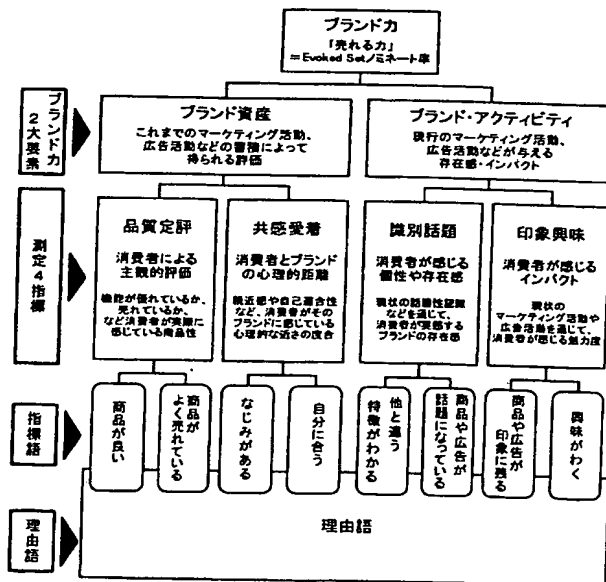 ブランド力
「売れる力」
＝Evoked Setノミネート率
ブランド力
2大要素
ブランド資産
これまでのマーケティング活動、
広告活動などの蓄積によって
得られる評価
ブランド・アクティビティ
現行のマーケティング活動、
広告活動などが与える
存在感・インパクト
測定4指標
品質定評
消費者による
主観的評価
機能が優れているか、
売れているか、
など消費者が実際に
感じている商品性
共感受着
消費者とブランド
の心理的距離
親近感や自己適合性
など、消費者がその
ブランドに感じている
心理的な近さの度合
識別話題
消費者が感じる
個性や存在感
現状の話題性認識
などを通じて、
消費者が実感する
ブランドの存在感
印象興味
消費者が感じる
インパクト
現状の
マーケティング活動や
広告活動を通じて、
消費者が感じる魅力度
指標語
商品が良い
商品が
よく売れている
なじみがある
自分に合う
他と違う
特徴がわかる
商品や広告が
話題になっている
商品や広告が
印象に残る
興味がわく
理由語
理由語